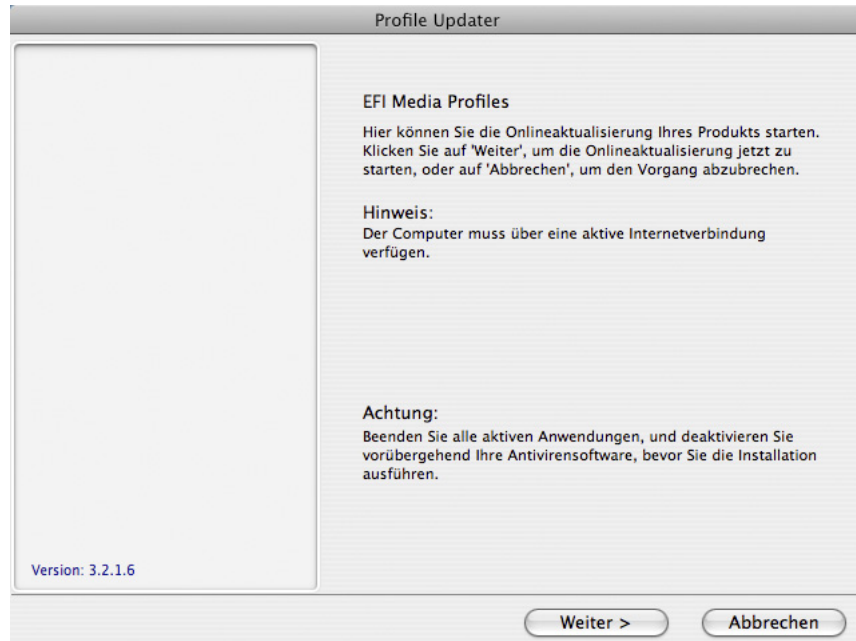 Profile Updater
EFI Media Profiles
Hier können Sie die Onlineaktualisierung Ihres Produkts starten.
Klicken Sie auf 'Weiter', um die Onlineaktualisierung jetzt zu
starten, oder auf 'Abbrechen', um den Vorgang abzubrechen.
Hinweis:
Der Computer muss über eine aktive Internetverbindung
verfügen.
Achtung:
Beenden Sie alle aktiven Anwendungen, und deaktivieren Sie
vorübergehend Ihre Antivirensoftware, bevor Sie die Installation
ausführen.
Version: 3.2.1.6
Weiter >
Abbrechen